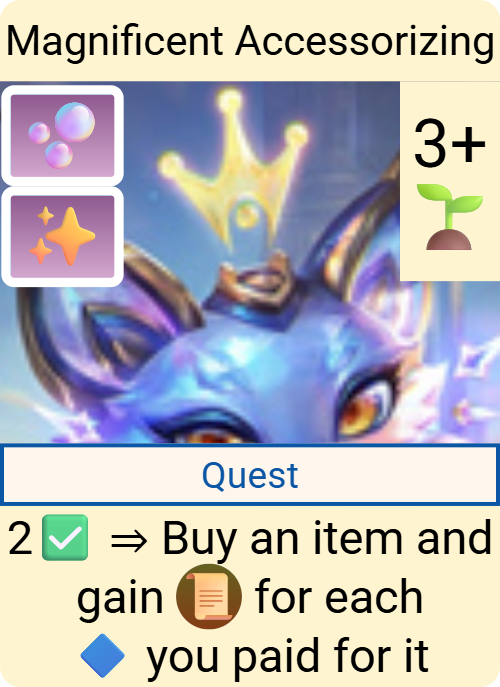 Magnificent Accessorizing
3+
Quest
2 ✅ ⇒ Buy an item and
gain 📜 for each
🔷 you paid for it